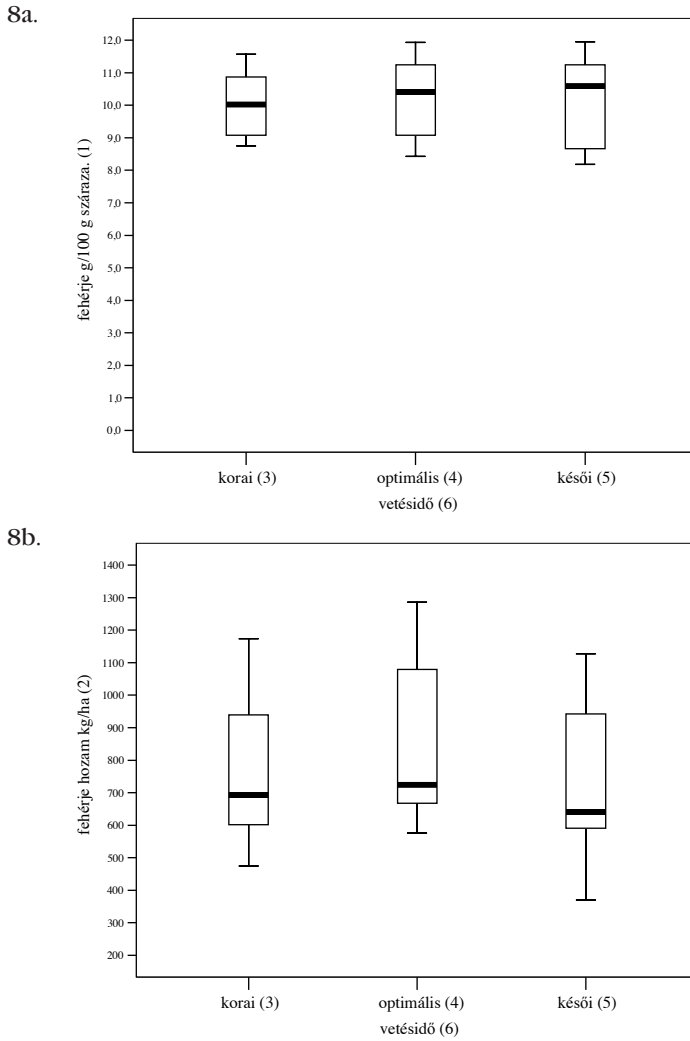 8a.
12,0
11,0
10,0
9,0
8,0
7,0
6,0
5,0
4,0
3,0
2,0
1,0
0,0
fehérje g/100 g száraza. (1)
korai (3)
optimális (4)
késői (5)
vetésidő (6)
8b.
1400
1300
1200
1100
1000
900
800
700
600
500
400
300
200
fehérje hozam kg/ha (2)
korai (3)
optimális (4)
késői (5)
vetésidő (6)